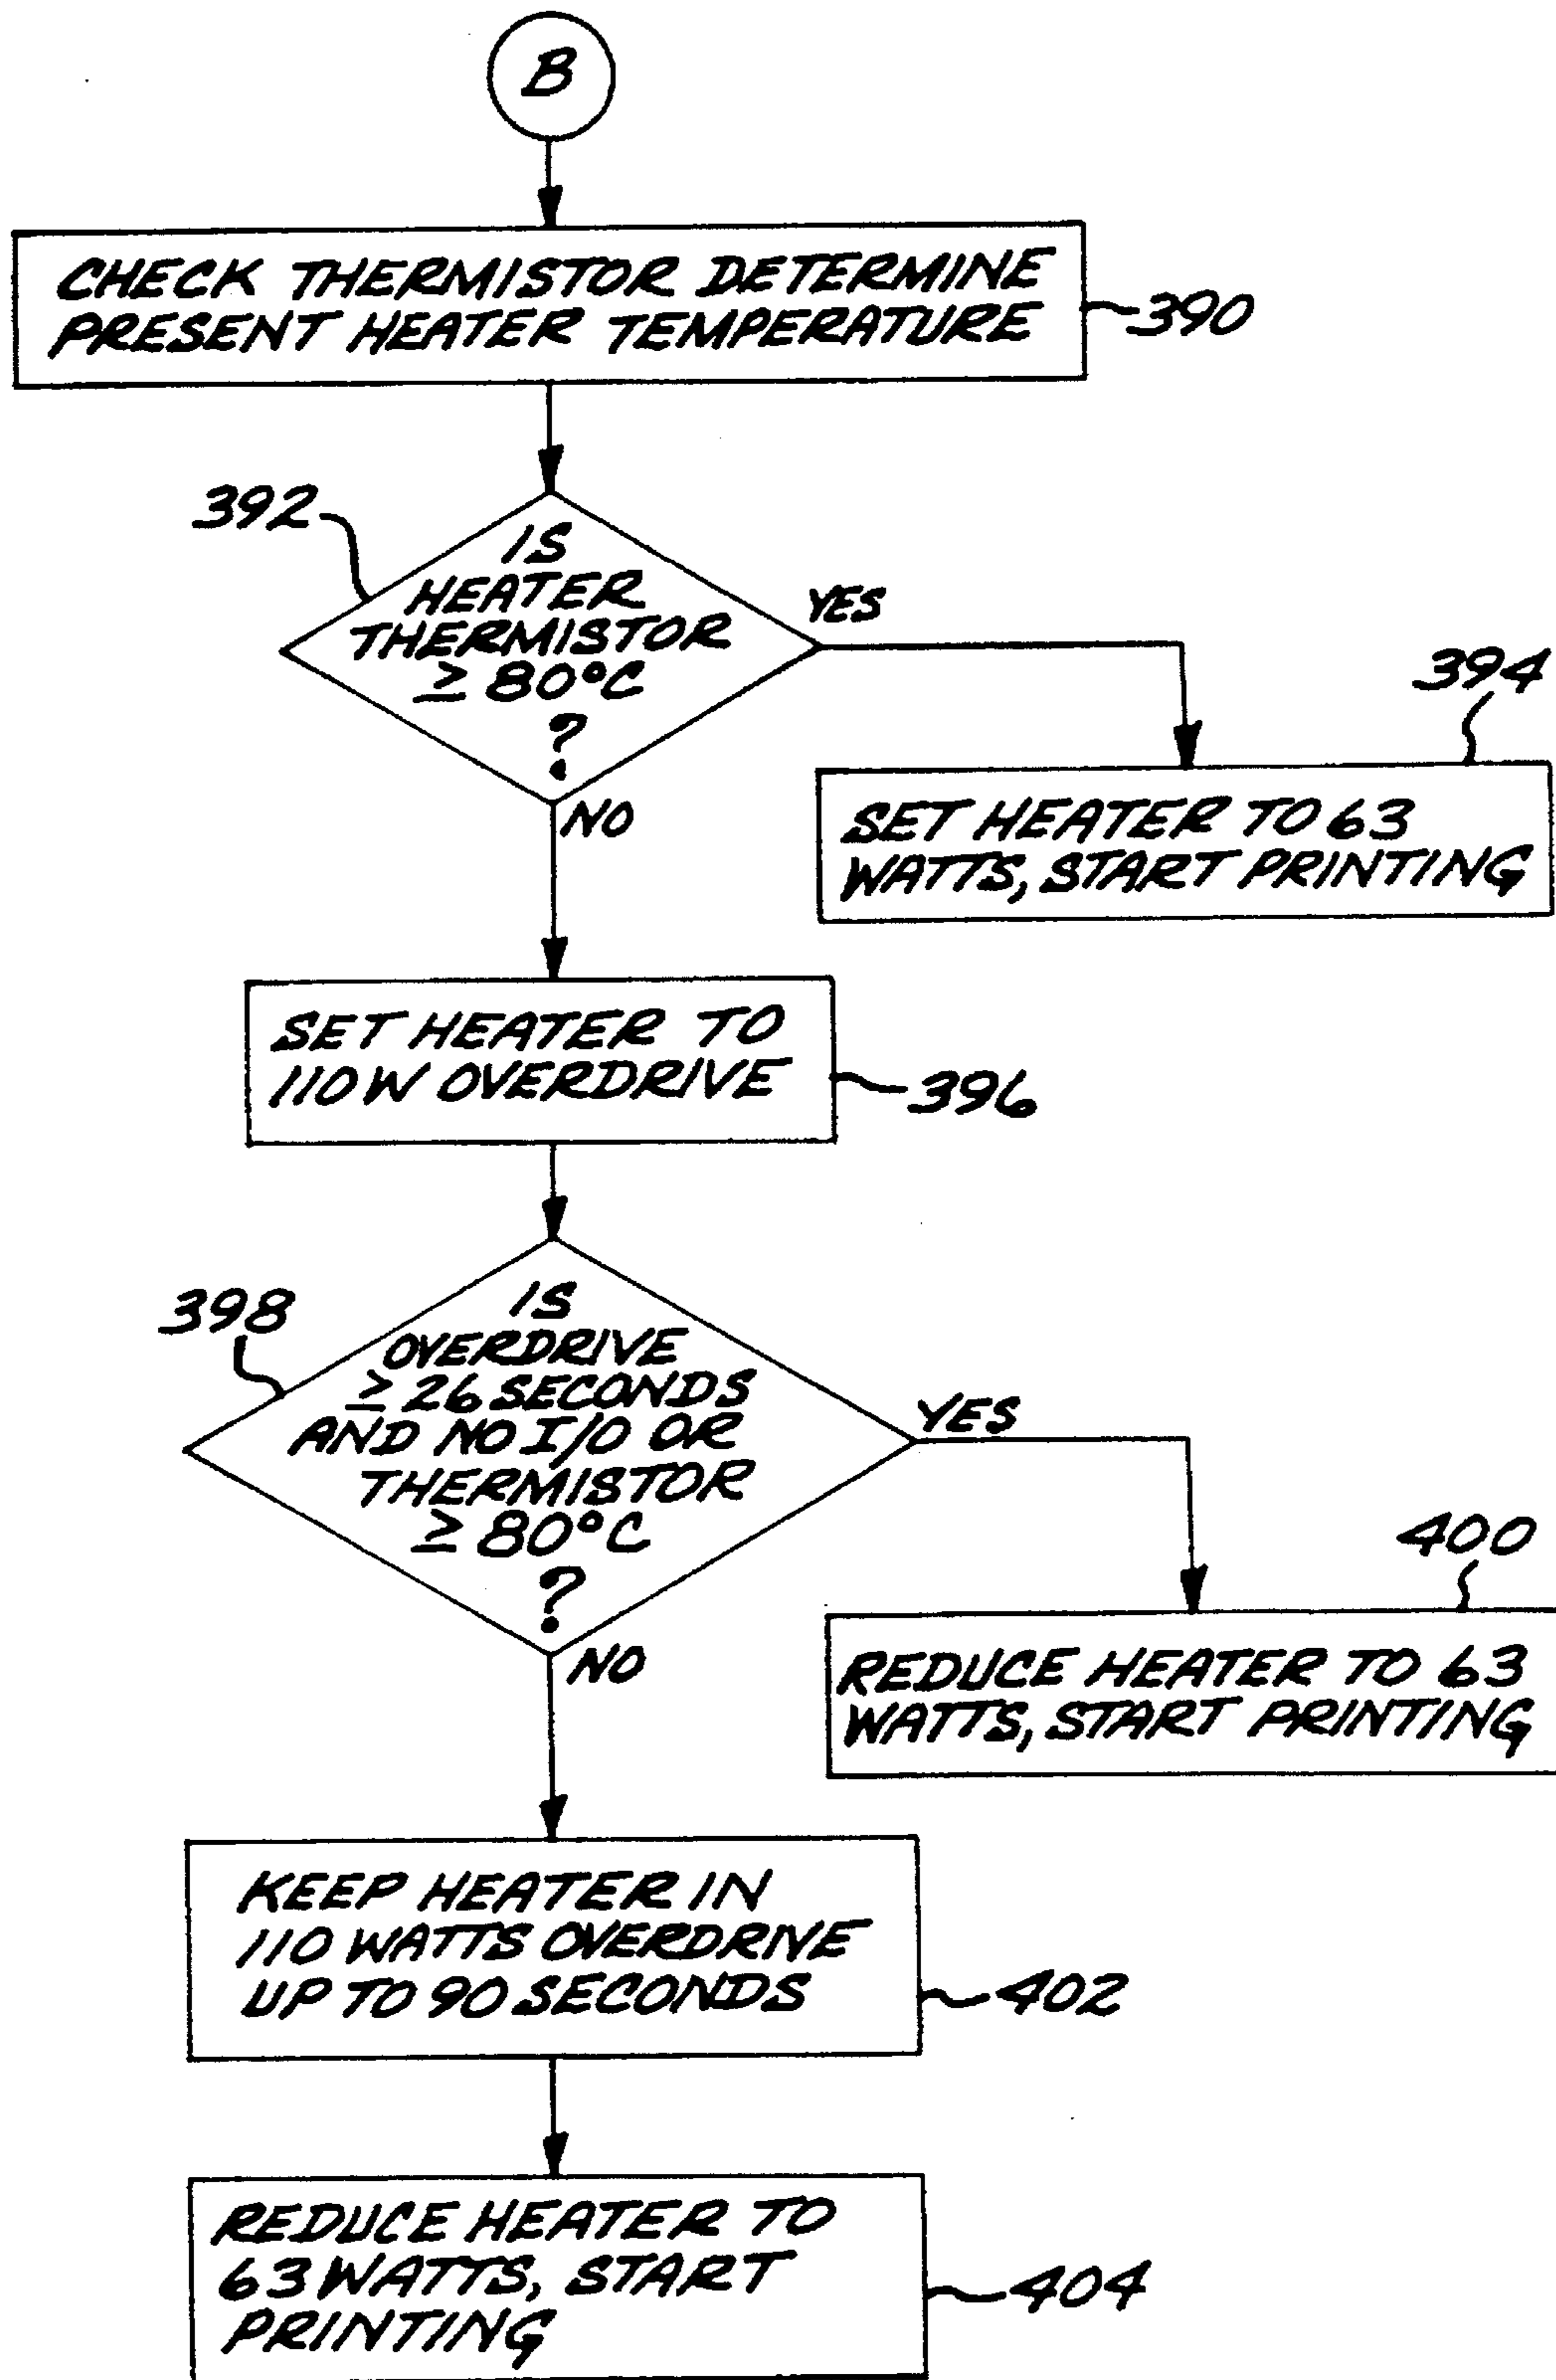 B
CHECK THERMISTOR DETERMINE
PRESENT HEATER TEMPERATURE
390
392
IS
HEATER
THERMISTOR
≥ 80°C
?
YES
NO
394
SET HEATER TO 63
WATTS, START PRINTING
SET HEATER TO
110W OVERDRIVE
396
398
IS
OVERDRIVE
≥ 26 SECONDS
AND NO I/O OR
THERMISTOR
≥ 80°C
?
YES
NO
400
REDUCE HEATER TO 63
WATTS, START PRINTING
KEEP HEATER IN
110 WATTS OVERDRIVE
UP TO 90 SECONDS
402
REDUCE HEATER TO
63 WATTS, START
PRINTING
404